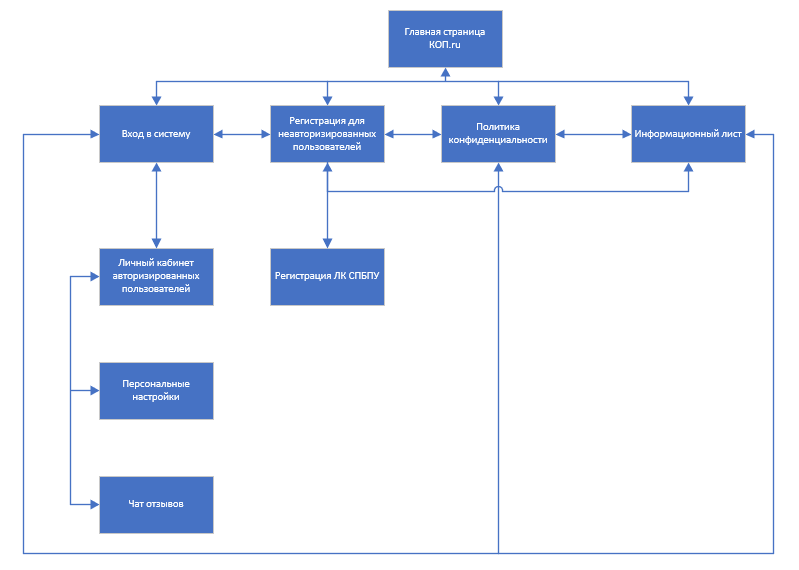 Главная страница
КОП.ru
Вход в систему
Регистрация для
неавторизированных
пользователей
Политика
конфиденциальности
Информационный лист
Личный кабинет
авторизированных
пользователей
Регистрация ЛК СПБПУ
Персональные
настройки
Чат отзывов